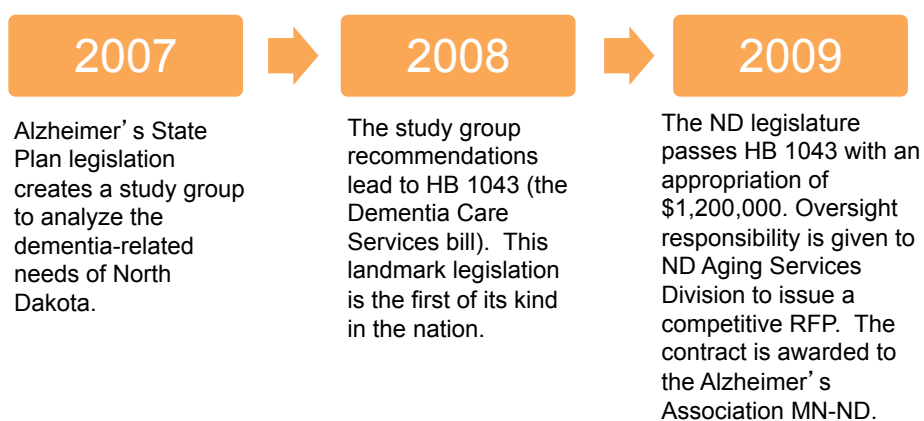 2007
Alzheimer’s State
Plan legislation
creates a study group
to analyze the
dementia-related
needs of North
Dakota.
2008
The study group
recommendations
lead to HB 1043 (the
Dementia Care
Services bill).  This
landmark legislation
is the first of its kind
in the nation.
2009
The ND legislature
passes HB 1043 with an
appropriation of
$1,200,000. Oversight
responsibility is given to
ND Aging Services
Division to issue a
competitive RFP.  The
contract is awarded to
the Alzheimer’s
Association MN-ND.